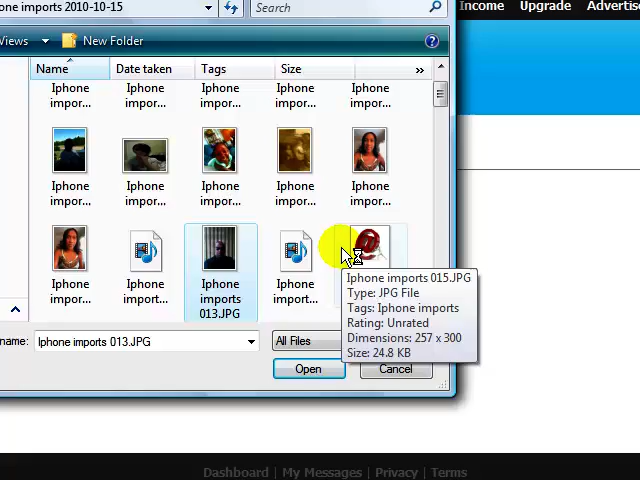 phone imports 2010-10-15
Search
Income Upgrade Advertise
Views
New Folder
Name Date taken Tags Size »
Iphone Iphone Iphone Iphone Iphone
impor... impor... impor... impor... impor...
Iphone Iphone Iphone Iphone Iphone
impor... impor... impor... impor... impor...
Iphone Iphone Iphone Iphone
impor... import... imports import...
013.JPG
Iphone imports 015.JPG
Type: JPG File
Tags: Iphone imports
Rating: Unrated
Dimensions: 257 x 300
Size: 24.8 KB
name: Iphone imports 013.JPG
All Files
Open Cancel
Dashboard | My Messages | Privacy | Terms